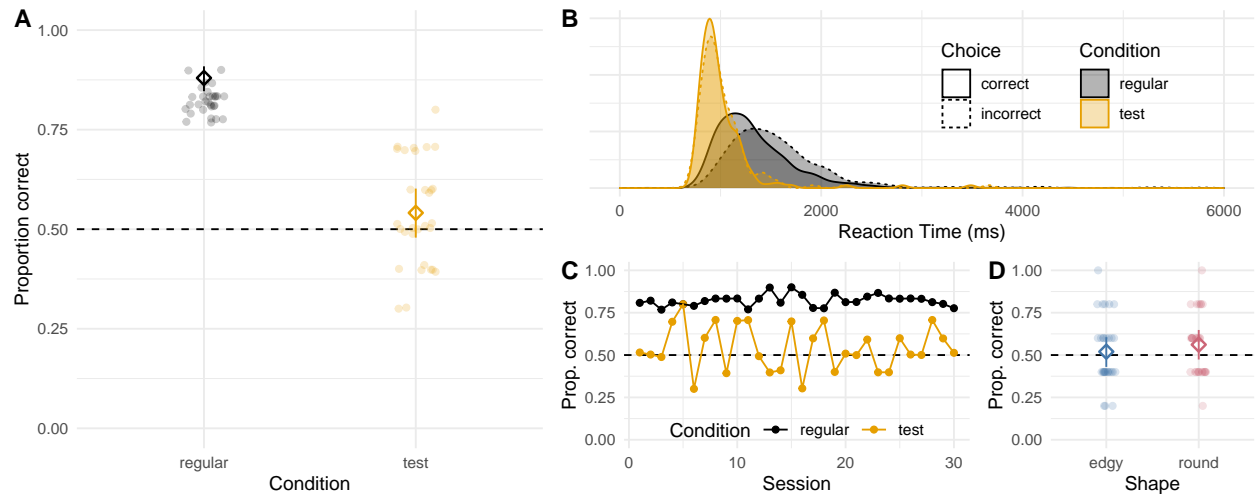 A
1.00
0.75
0.50
0.25
0.00
Proportion correct
regular
test
Condition
B
Choice
correct
incorrect
Condition
regular
test
0
2000
4000
6000
Reaction Time (ms)
C
1.00
0.75
0.50
0.25
0.00
Prop. correct
Condition
regular
test
0
10
20
30
Session
D
1.00
0.75
0.50
0.25
0.00
Prop. correct
edgy
round
Shape